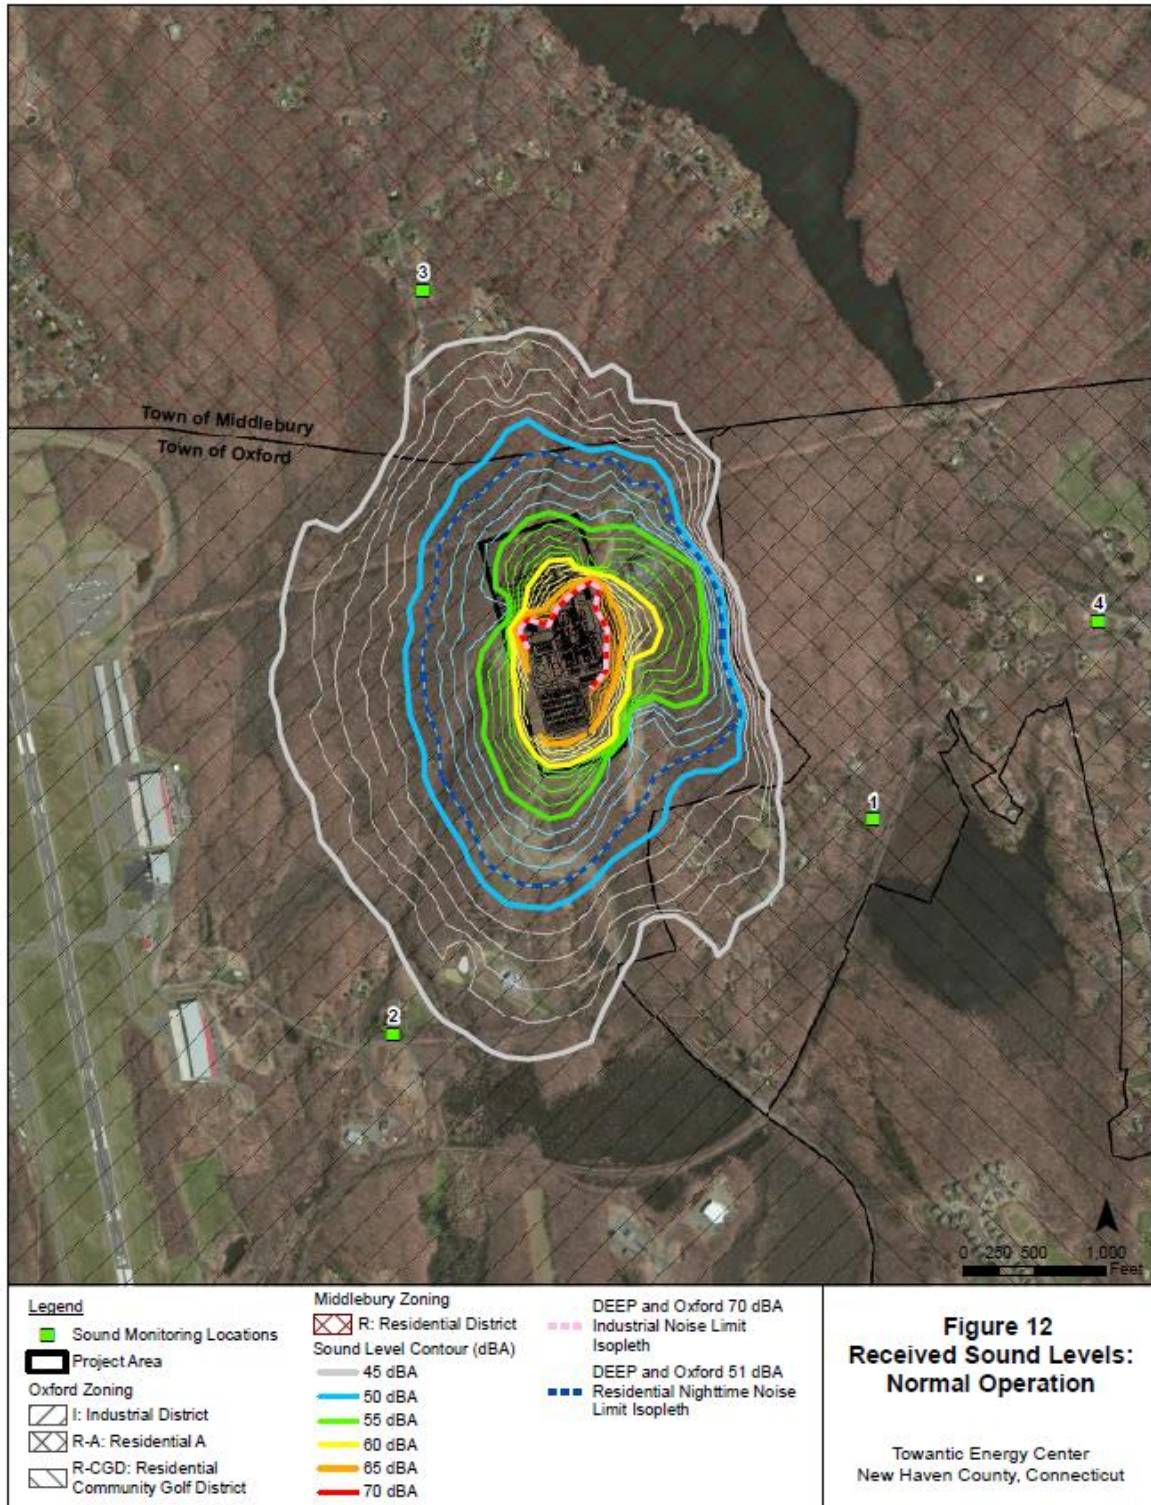 3
Town of Middlebury
Town of Oxford
4
1
2
0 250 500 1,000
Feet
Legend
Sound Monitoring Locations
Project Area
Oxford Zoning
I: Industrial District
R-A: Residential A
R-CGD: Residential
Community Golf District
Middlebury Zoning
R: Residential District
Sound Level Contour (dBA)
45 dBA
50 dBA
55 dBA
60 dBA
65 dBA
70 dBA
DEEP and Oxford 70 dBA
Industrial Noise Limit
Isopleth
DEEP and Oxford 51 dBA
Residential Nighttime Noise
Limit Isopleth
Figure 12
Received Sound Levels:
Normal Operation
Towantic Energy Center
New Haven County, Connecticut